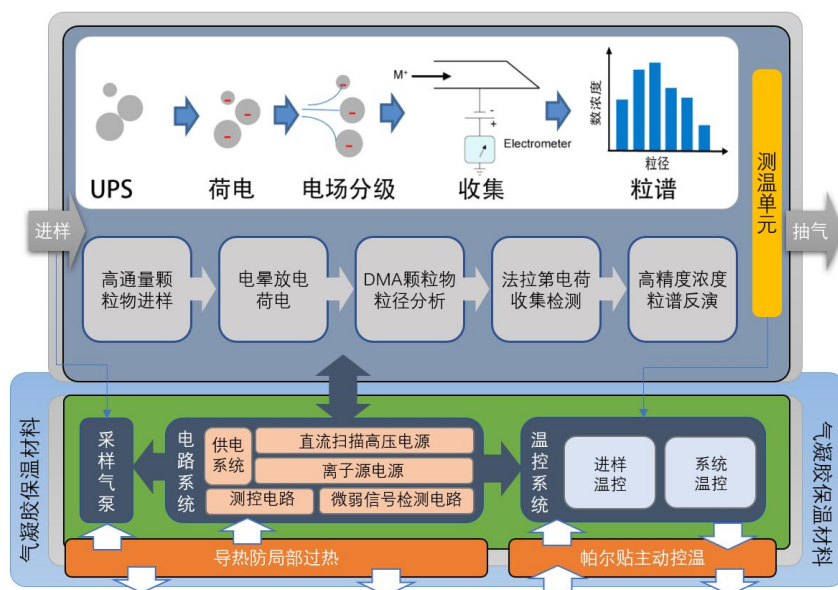 M⁺
-
+
Electrometer
数浓度
粒径
UPS
荷电
电场分级
收集
粒谱
测温单元
进样
抽气
高通量颗
粒物进样
电晕放电
荷电
DMA颗粒物
粒径分析
法拉第电荷
收集检测
高精度浓度
粒谱反演
气凝胶保温材料
采样气泵
电路系统
供电
系统
直流扫描高压电源
离子源电源
测控电路
微弱信号检测电路
温控系统
进样
温控
系统
温控
气凝胶保温材料
导热防局部过热
帕尔贴主动控温